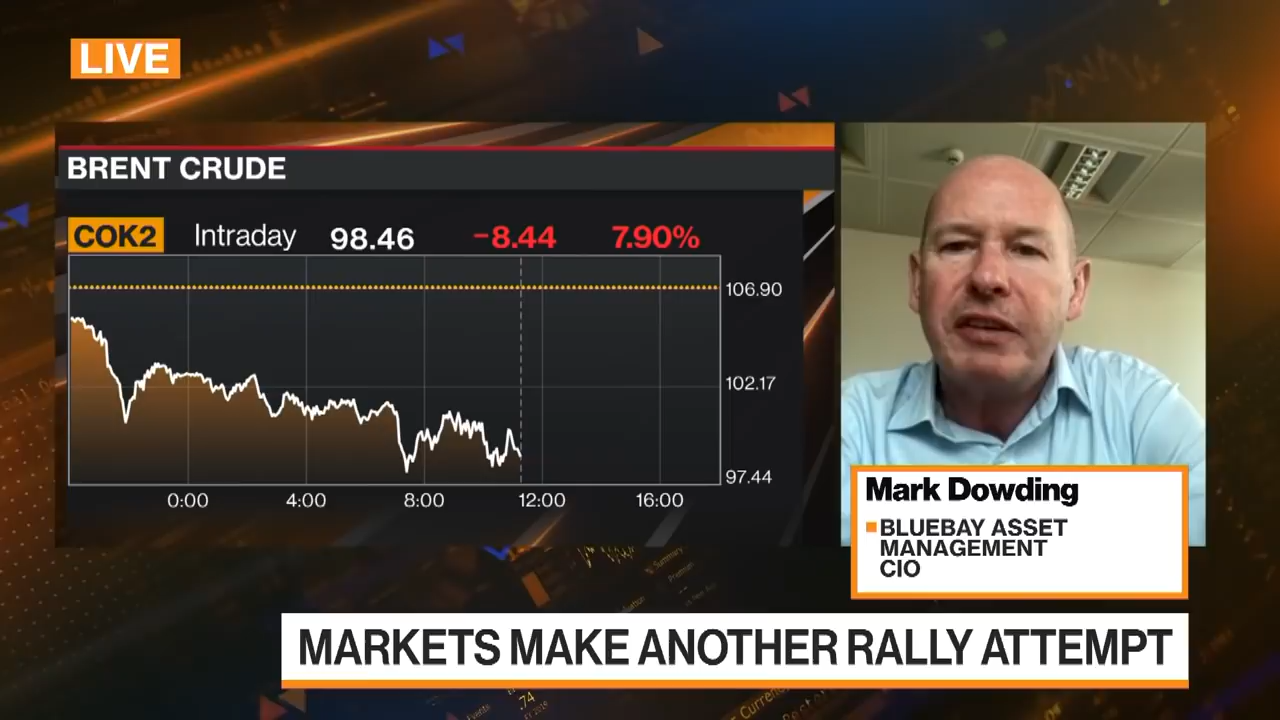 LIVE
BRENT CRUDE
COK2 Intraday 98.46 -8.44 7.90%
106.90
102.17
97.44
0:00 4:00 8:00 12:00 16:00
Mark Dowding
BLUEBAY ASSET
MANAGEMENT
CIO
MARKETS MAKE ANOTHER RALLY ATTEMPT
.74